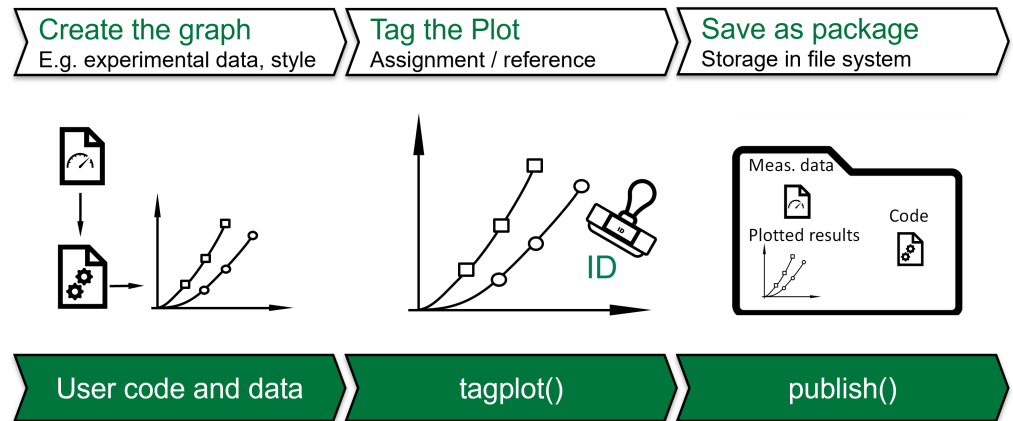 Create the graph
E.g. experimental data, style
Tag the Plot
Assignment / reference
Save as package
Storage in file system
ID
ID
Meas. data
Code
Plotted results
User code and data
tagplot()
publish()